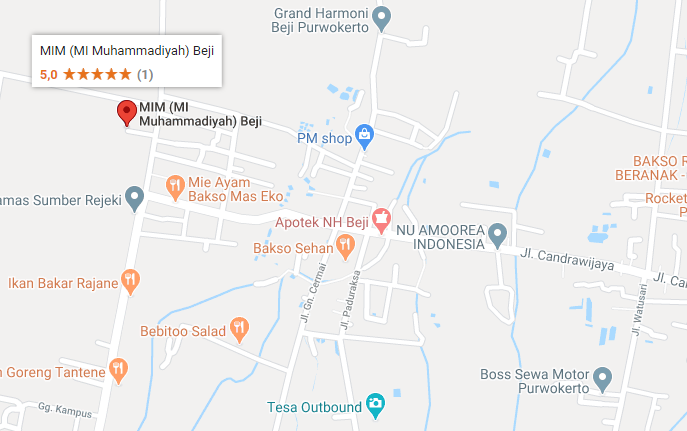 Grand Harmoni
Beji Purwokerto
MIM (MI Muhammadiyah) Beji
5,0 ★★★★★ (1)
MIM (MI
Muhammadiyah) Beji
PM shop
BAKSO R
BERANAK -
Mie Ayam
Bakso Mas Eko
amas Sumber Rejeki
Rocket
P
Apotek NH Beji
NU AMOOREA
INDONESIA
Bakso Sehan
Jl. Candrawijaya
Jl. Can
Ikan Bakar Rajane
Jl. Gn. Cermai
Jl. Paduraksa
Jl. Watusari
Bebitoo Salad
n Goreng Tantene
Boss Sewa Motor
Purwokerto
Gg. Kampus
Tesa Outbound